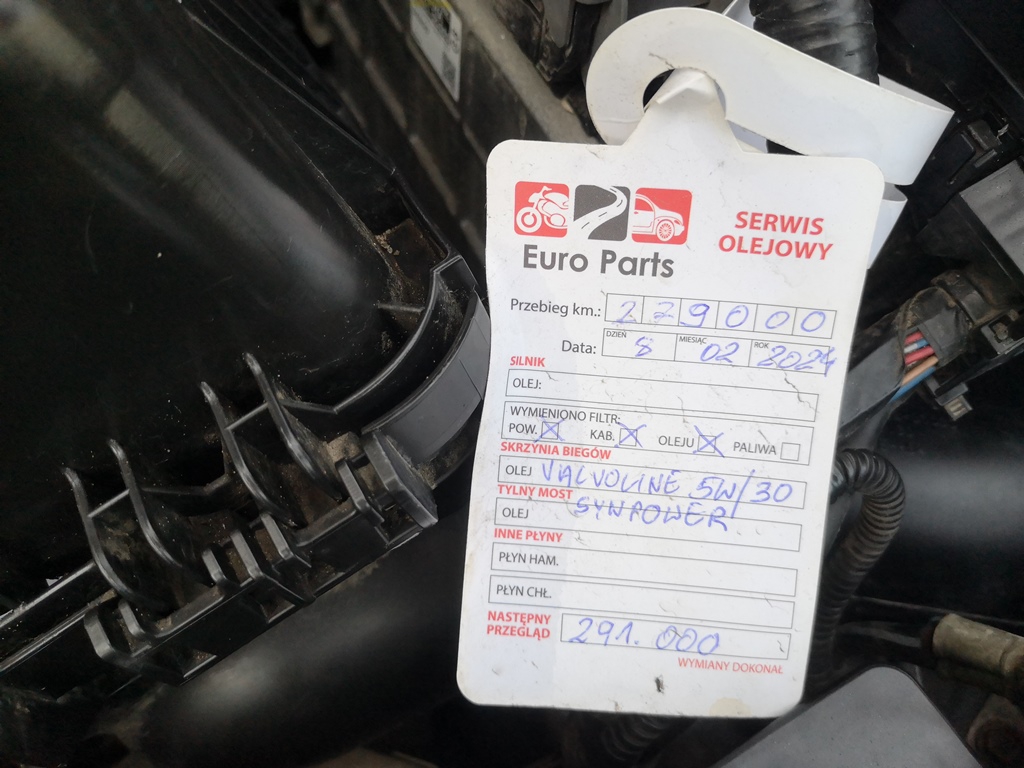 SERWIS
OLEJOWY
Euro Parts
Przebieg km.: 279000
DZIEŃ MIESIĄC ROK
Data: 8 02 2024
SILNIK
OLEJ:
WYMIENIONO FILTR:
POW. ☒ KAB. ☒ OLEJU ☒ PALIWA ☐
SKRZYNIA BIEGÓW
OLEJ VALVOLINE 5W/30
TYLNY MOST
OLEJ SYNPOWER
INNE PŁYNY
PŁYN HAM.
PŁYN CHŁ.
NASTĘPNY
PRZEGLĄD 291.000
WYMIANY DOKONAŁ